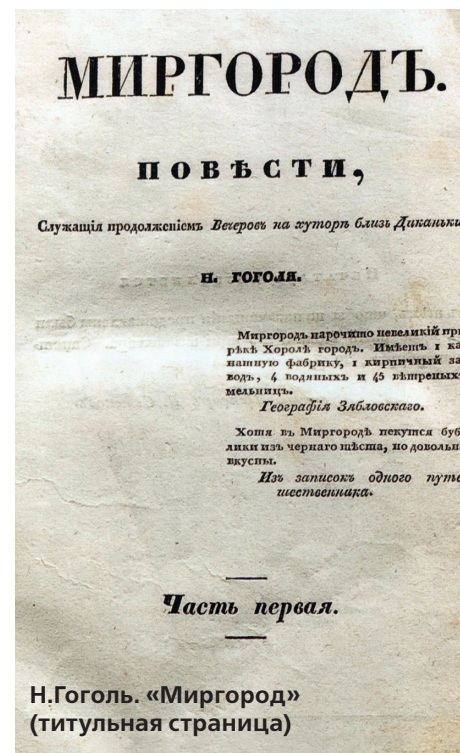 МИРГОРОДЪ.
ПОВѢСТИ,
Служащія продолженіемъ Вечеровъ на хуторѣ близь Диканьки
Н. ГОГОЛЯ.
Миргородъ нарочито невеликій при
рѣкѣ Хоролѣ городъ. Имѣетъ 1 ка
натную фабрику, 1 кирпичный за
водъ, 4 водяныхъ и 45 вѣтреныхъ
мельницъ.
Географія Зябловскаго.
Хотя въ Миргородѣ пекутся буб
лики изъ чернаго тѣста, но довольн
вкусны.
Изъ записокъ одного путе
шественника.
Часть первая.
Н.Гоголь. «Миргород»
(титульная страница)